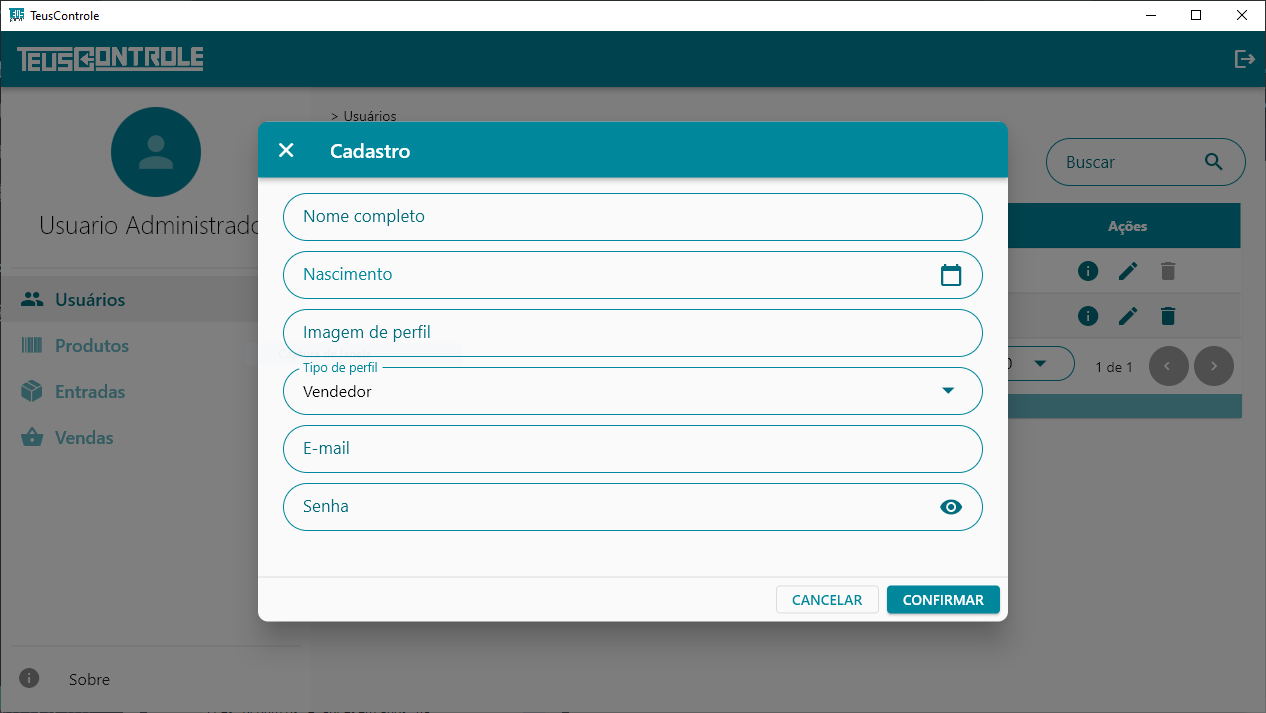 TeusControle
TEUSCONTROLE
> Usuários
Cadastro
Buscar
Usuario Administrado
Nome completo
Ações
Nascimento
Usuários
Imagem de perfil
Produtos
Tipo de perfil
Vendedor
0
1 de 1
Entradas
Vendas
E-mail
Senha
CANCELAR
CONFIRMAR
Sobre